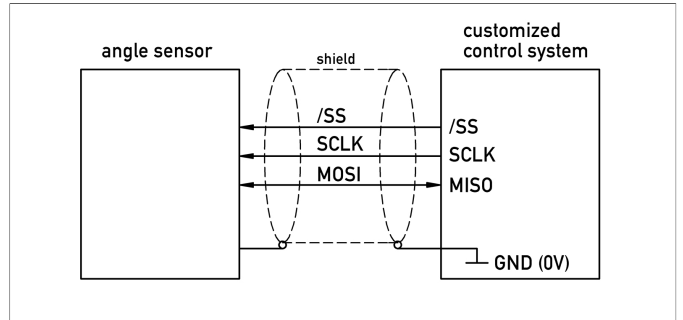 angle sensor
shield
customized
control system
/SS
/SS
SCLK
SCLK
MOSI
MISO
GND (0V)